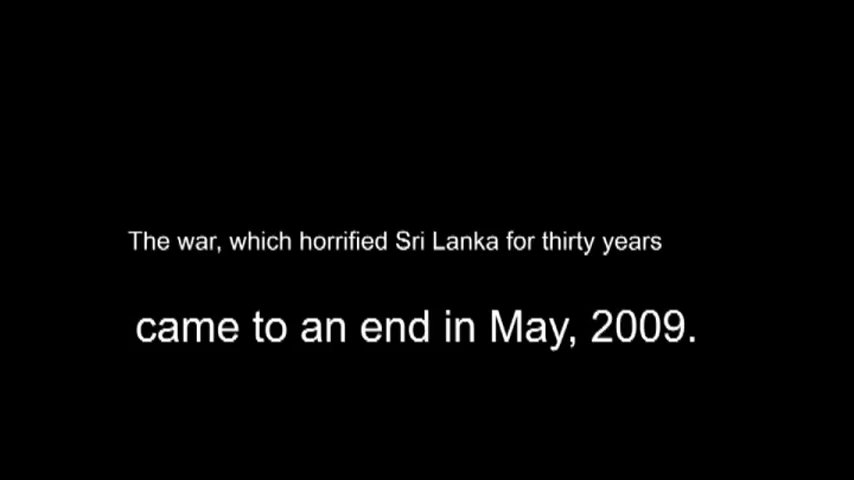 The war, which horrified Sri Lanka for thirty years
came to an end in May, 2009.